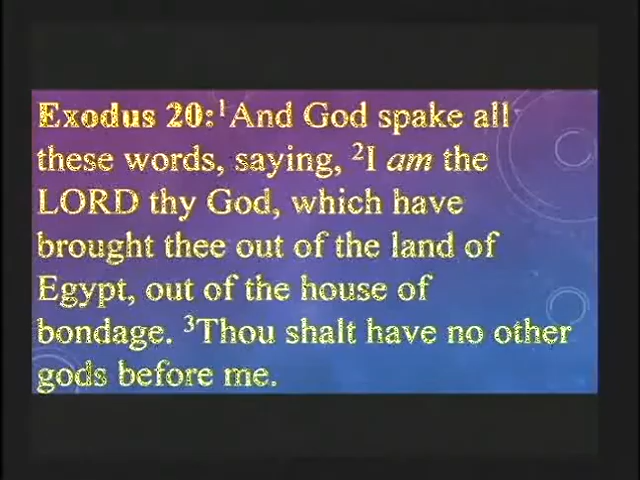 Exodus 20:¹And God spake all
these words, saying, ²I am the
LORD thy God, which have
brought thee out of the land of
Egypt, out of the house of
bondage. ³Thou shalt have no other
gods before me.